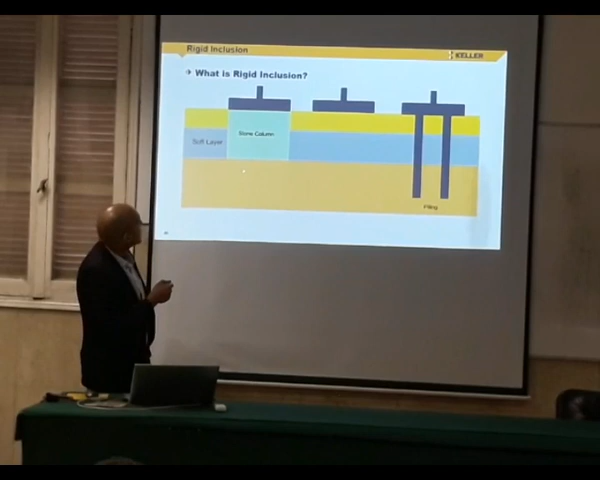 Rigid Inclusion
KELLER
What is Rigid Inclusion?
Stone Column
Soft Layer
Piling